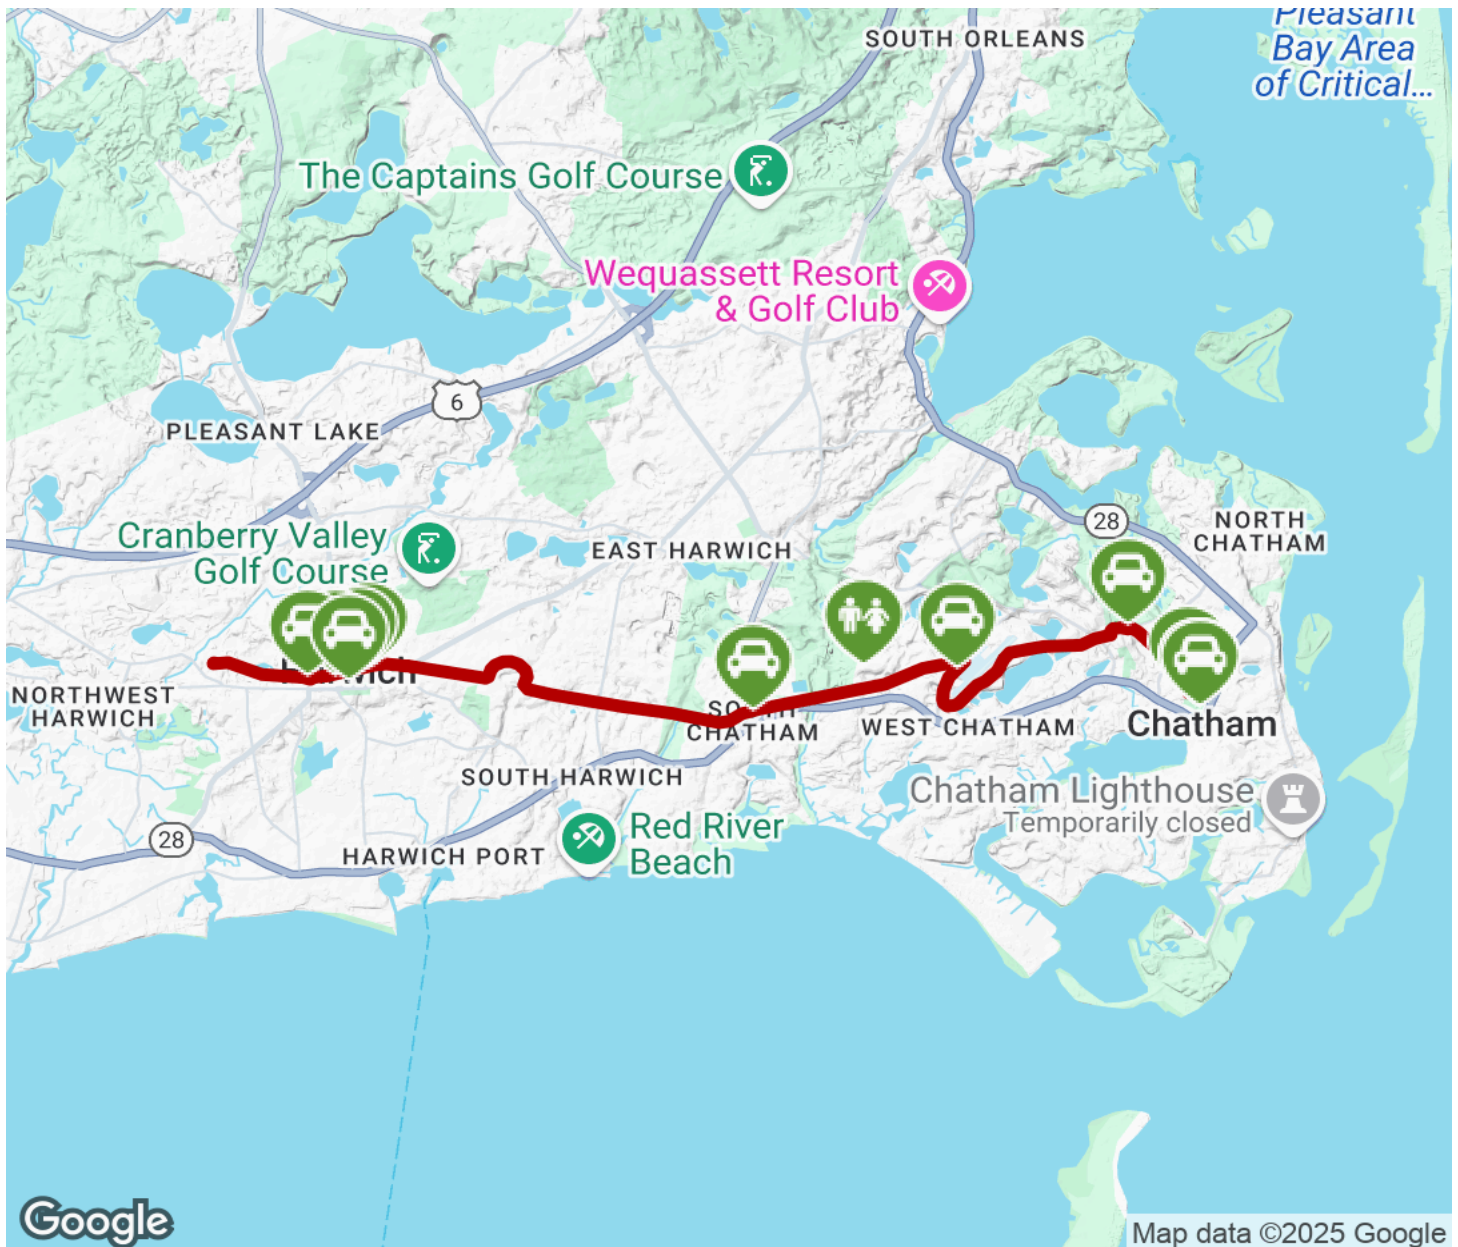 Pleasant
Bay Area
of Critical...
SOUTH ORLEANS
The Captains Golf Course
Wequassett Resort
& Golf Club
6
PLEASANT LAKE
28
NORTH
CHATHAM
Cranberry Valley
Golf Course
EAST HARWICH
Harwich
NORTHWEST
HARWICH
SOUTH
CHATHAM
WEST CHATHAM
Chatham
SOUTH HARWICH
Chatham Lighthouse
Temporarily closed
28
Red River
Beach
HARWICH PORT
Google
Map data ©2025 Google